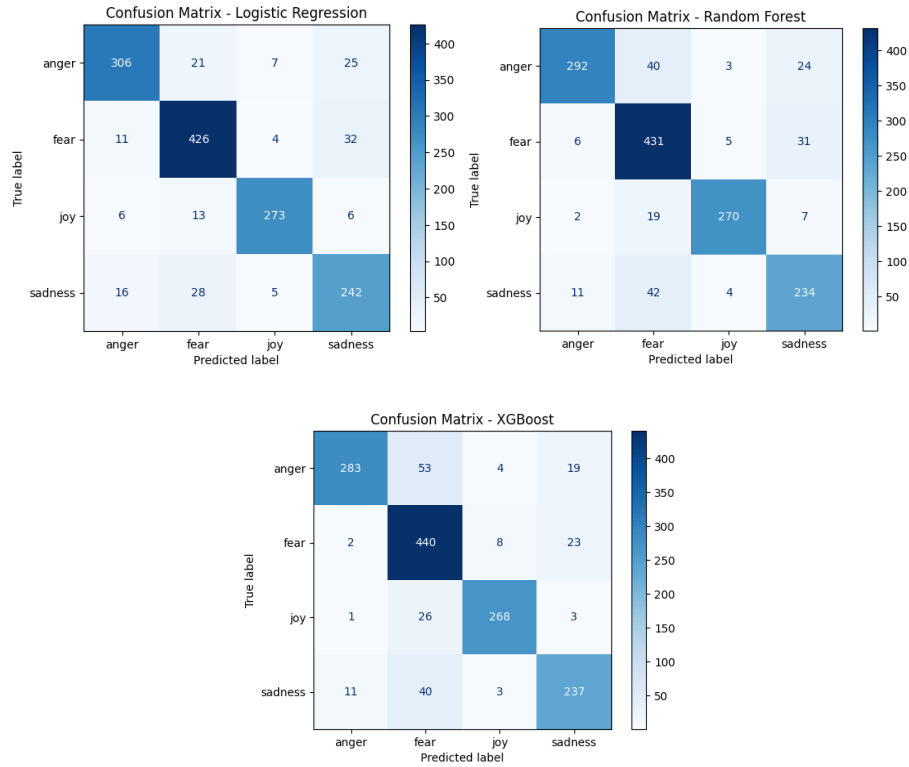 Confusion Matrix - Logistic Regression
anger 306 21 7 25
fear 11 426 4 32
joy 6 13 273 6
sadness 16 28 5 242
anger fear joy sadness
Predicted label
True label
400
350
300
250
200
150
100
50
Confusion Matrix - Random Forest
anger 292 40 3 24
fear 6 431 5 31
joy 2 19 270 7
sadness 11 42 4 234
anger fear joy sadness
Predicted label
True label
400
350
300
250
200
150
100
50
Confusion Matrix - XGBoost
anger 283 53 4 19
fear 2 440 8 23
joy 1 26 268 3
sadness 11 40 3 237
anger fear joy sadness
Predicted label
True label
400
350
300
250
200
150
100
50